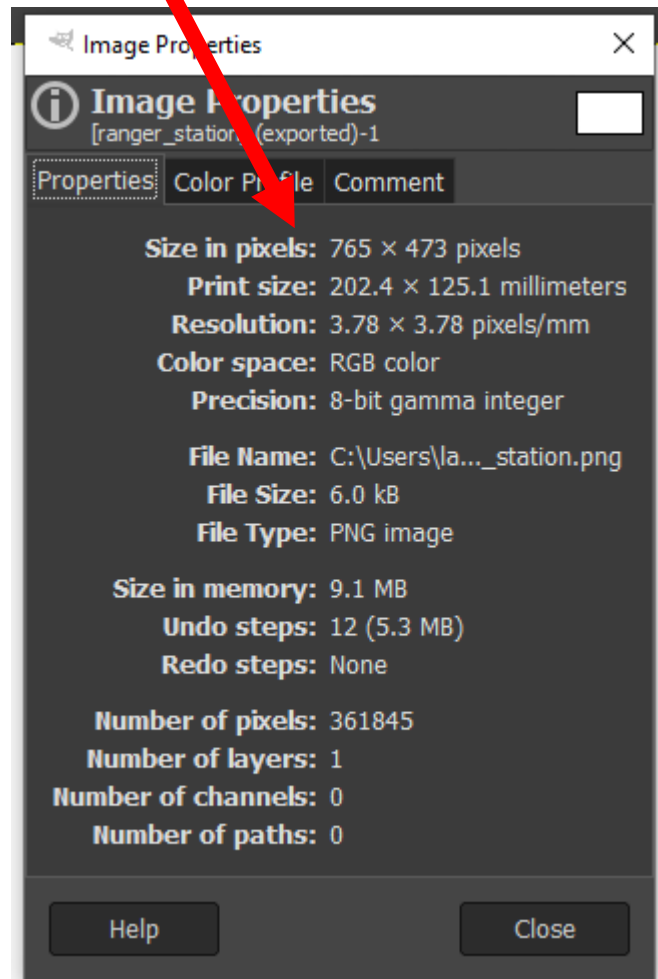 Image Properties
Image Properties
[ranger_station] (exported)-1
Properties Color Profile Comment
Size in pixels: 765 × 473 pixels
Print size: 202.4 × 125.1 millimeters
Resolution: 3.78 × 3.78 pixels/mm
Color space: RGB color
Precision: 8-bit gamma integer
File Name: C:\Users\la..._station.png
File Size: 6.0 kB
File Type: PNG image
Size in memory: 9.1 MB
Undo steps: 12 (5.3 MB)
Redo steps: None
Number of pixels: 361845
Number of layers: 1
Number of channels: 0
Number of paths: 0
Help Close